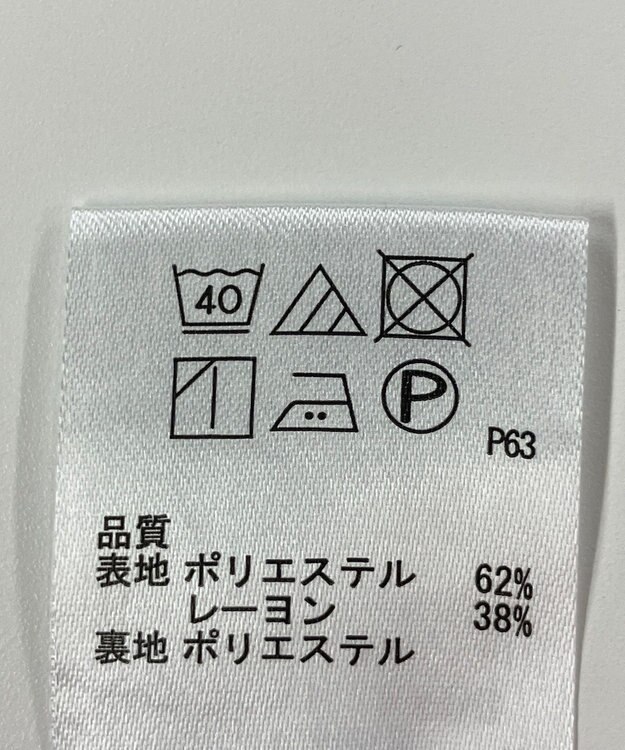 40
P
P63
品質
表地 ポリエステル 62%
レーヨン 38%
裏地 ポリエステル